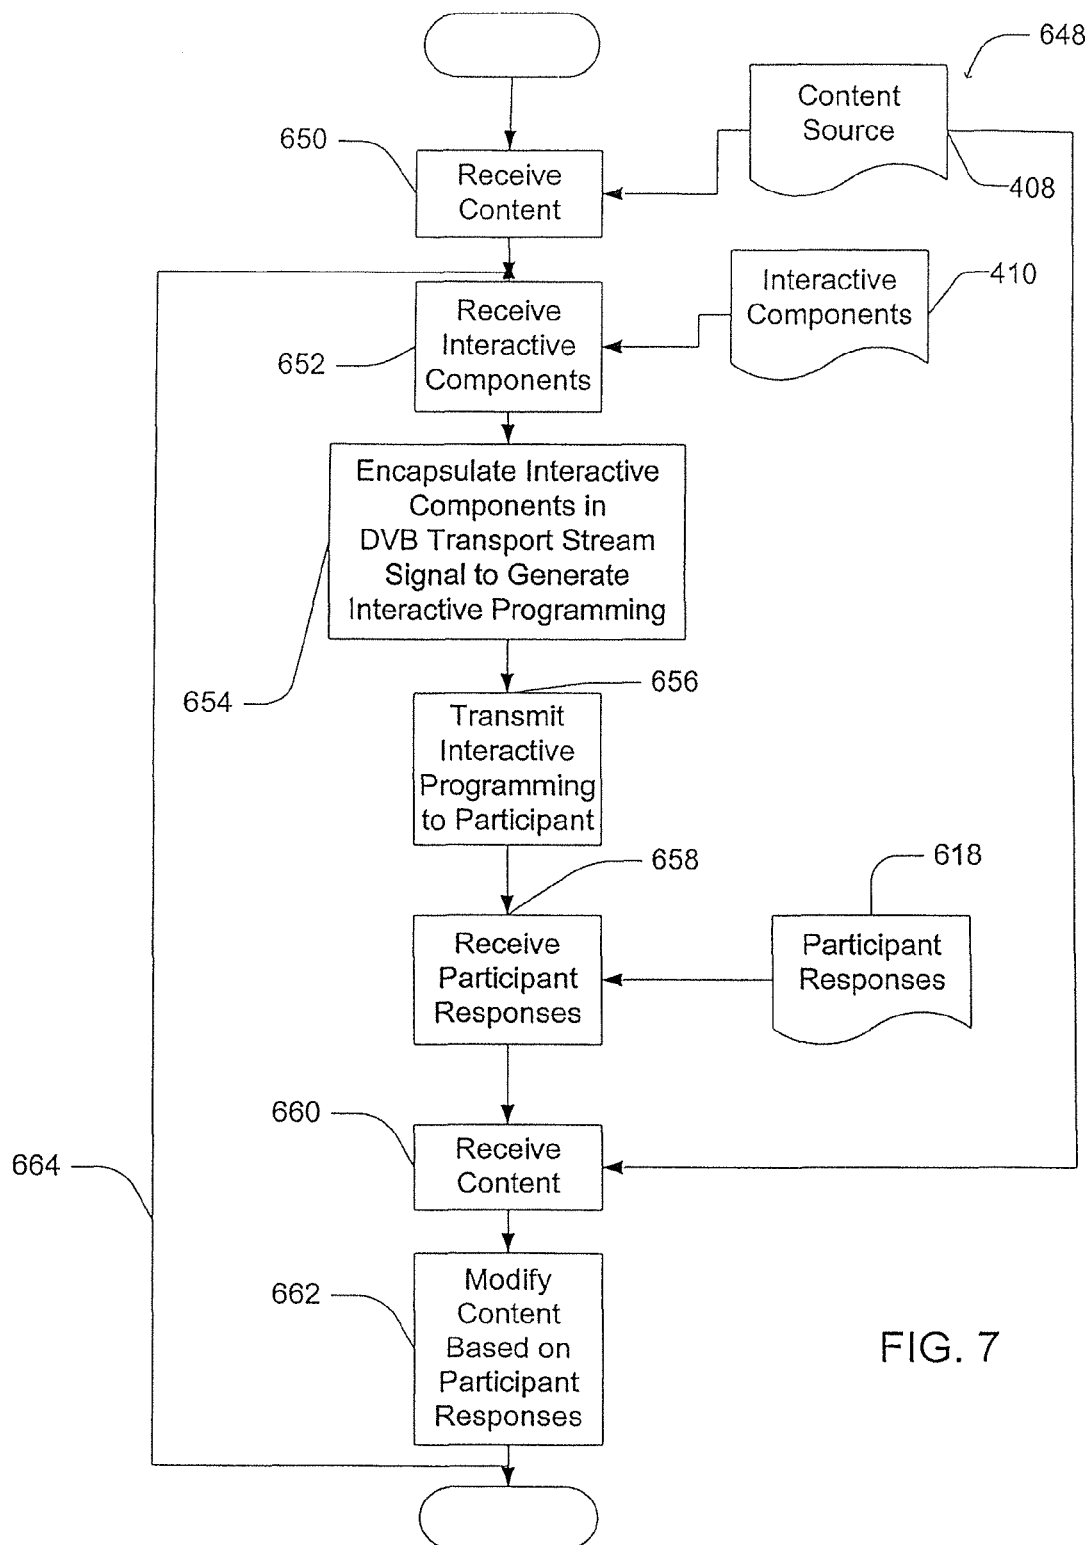 648
Content
Source
408
650
Receive
Content
Interactive
Components
410
652
Receive
Interactive
Components
654
Encapsulate Interactive
Components in
DVB Transport Stream
Signal to Generate
Interactive Programming
656
Transmit
Interactive
Programming
to Participant
658
Receive
Participant
Responses
618
Participant
Responses
660
Receive
Content
664
662
Modify
Content
Based on
Participant
Responses
FIG. 7